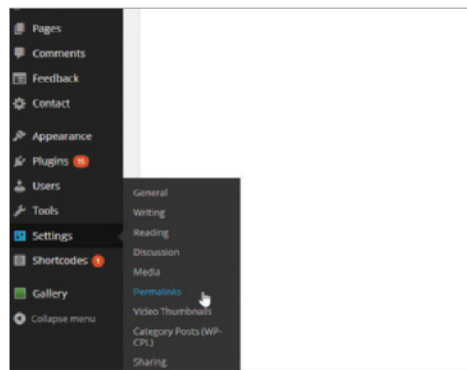 Pages
Comments
Feedback
Contact
Appearance
Plugins 15
Users
Tools
Settings
Shortcodes 1
Gallery
Collapse menu
General
Writing
Reading
Discussion
Media
Permalinks
Video Thumbnails
Category Posts (WP-
CPL)
Sharing